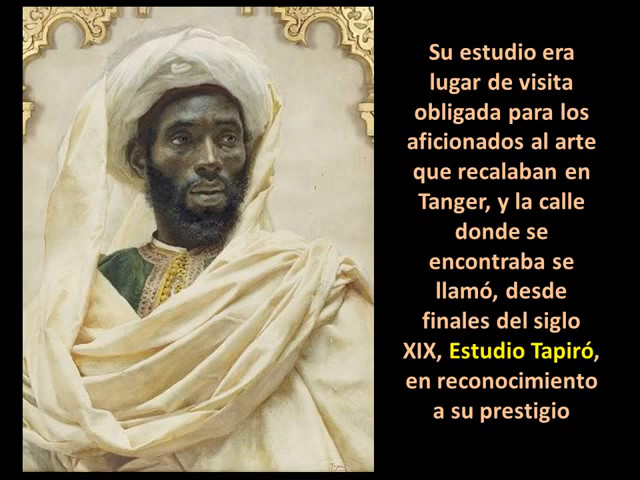 Su estudio era
lugar de visita
obligada para los
aficionados al arte
que recalaban en
Tanger, y la calle
donde se
encontraba se
llamó, desde
finales del siglo
XIX, Estudio Tapiró,
en reconocimiento
a su prestigio